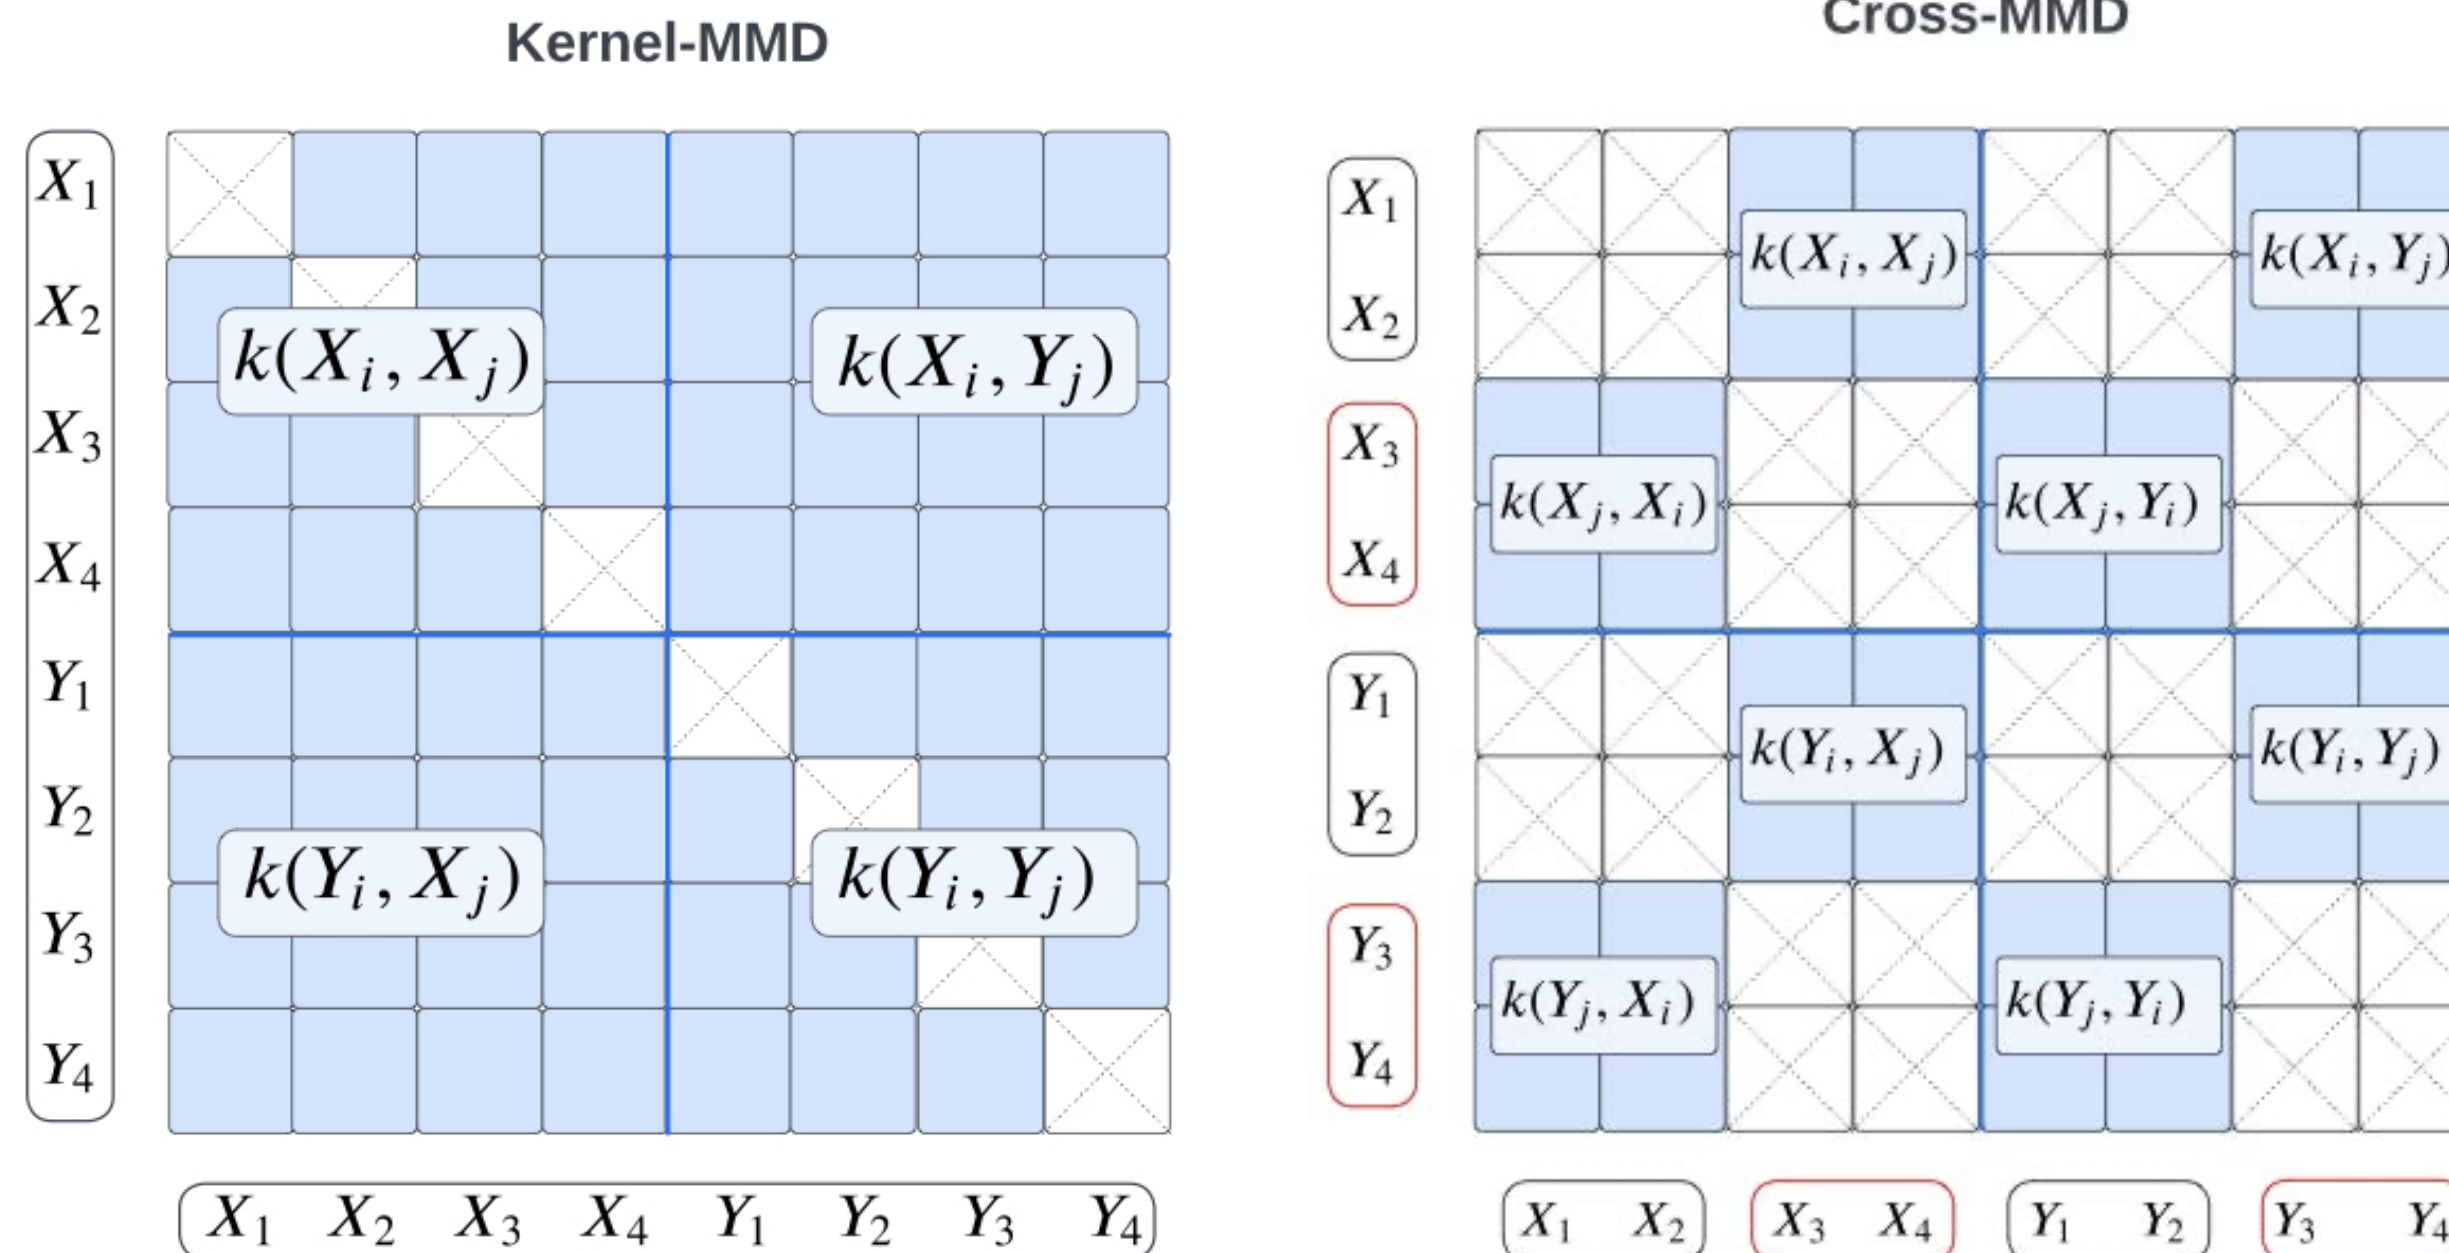 Kernel-MMD
X1
X2
X3
X4
Y1
Y2
Y3
Y4
k(Xi, Xj)
k(Xi, Yj)
k(Yi, Xj)
k(Yi, Yj)
X1 X2 X3 X4 Y1 Y2 Y3 Y4
Cross-MMD
X1
X2
X3
X4
Y1
Y2
Y3
Y4
k(Xi, Xj)
k(Xi, Yj)
k(Xj, Xi)
k(Xj, Yi)
k(Yi, Xj)
k(Yi, Yj)
k(Yj, Xi)
k(Yj, Yi)
X1 X2 X3 X4 Y1 Y2 Y3 Y4